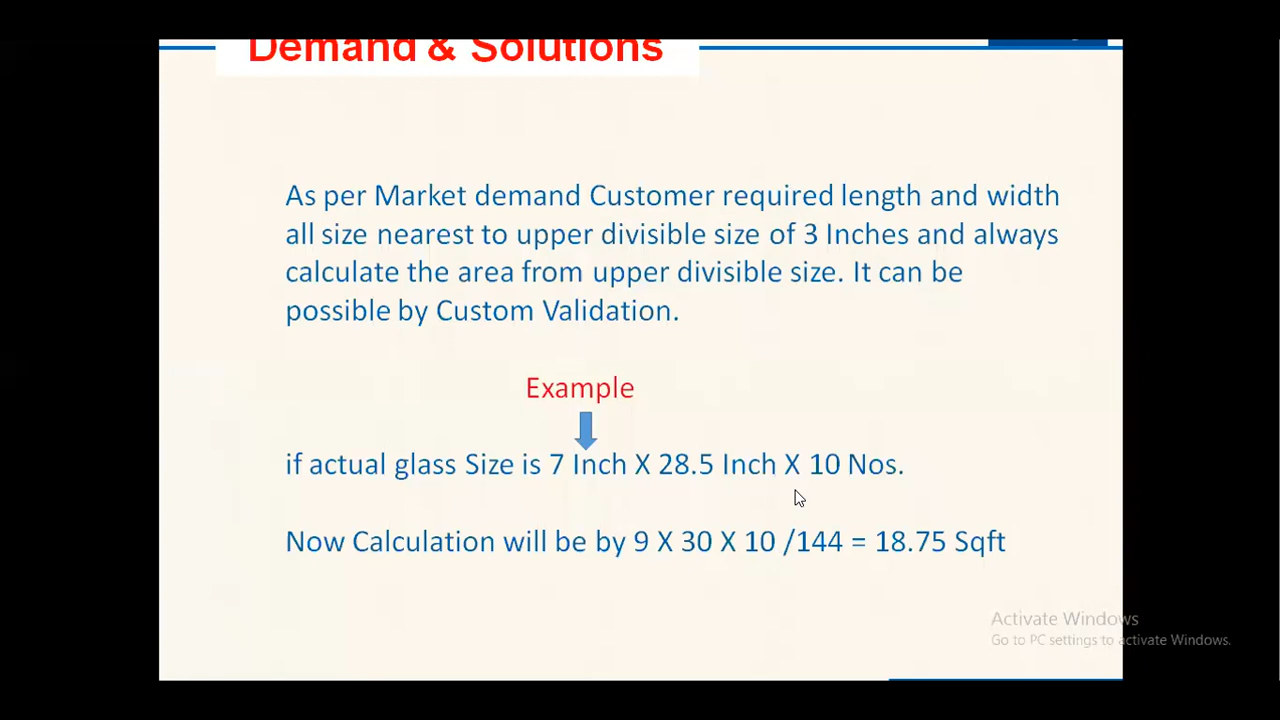 Demand & Solutions
As per Market demand Customer required length and width
all size nearest to upper divisible size of 3 Inches and always
calculate the area from upper divisible size. It can be
possible by Custom Validation.
Example
if actual glass Size is 7 Inch X 28.5 Inch X 10 Nos.
Now Calculation will be by 9 X 30 X 10 /144 = 18.75 Sqft
Activate Windows
Go to PC settings to activate Windows.